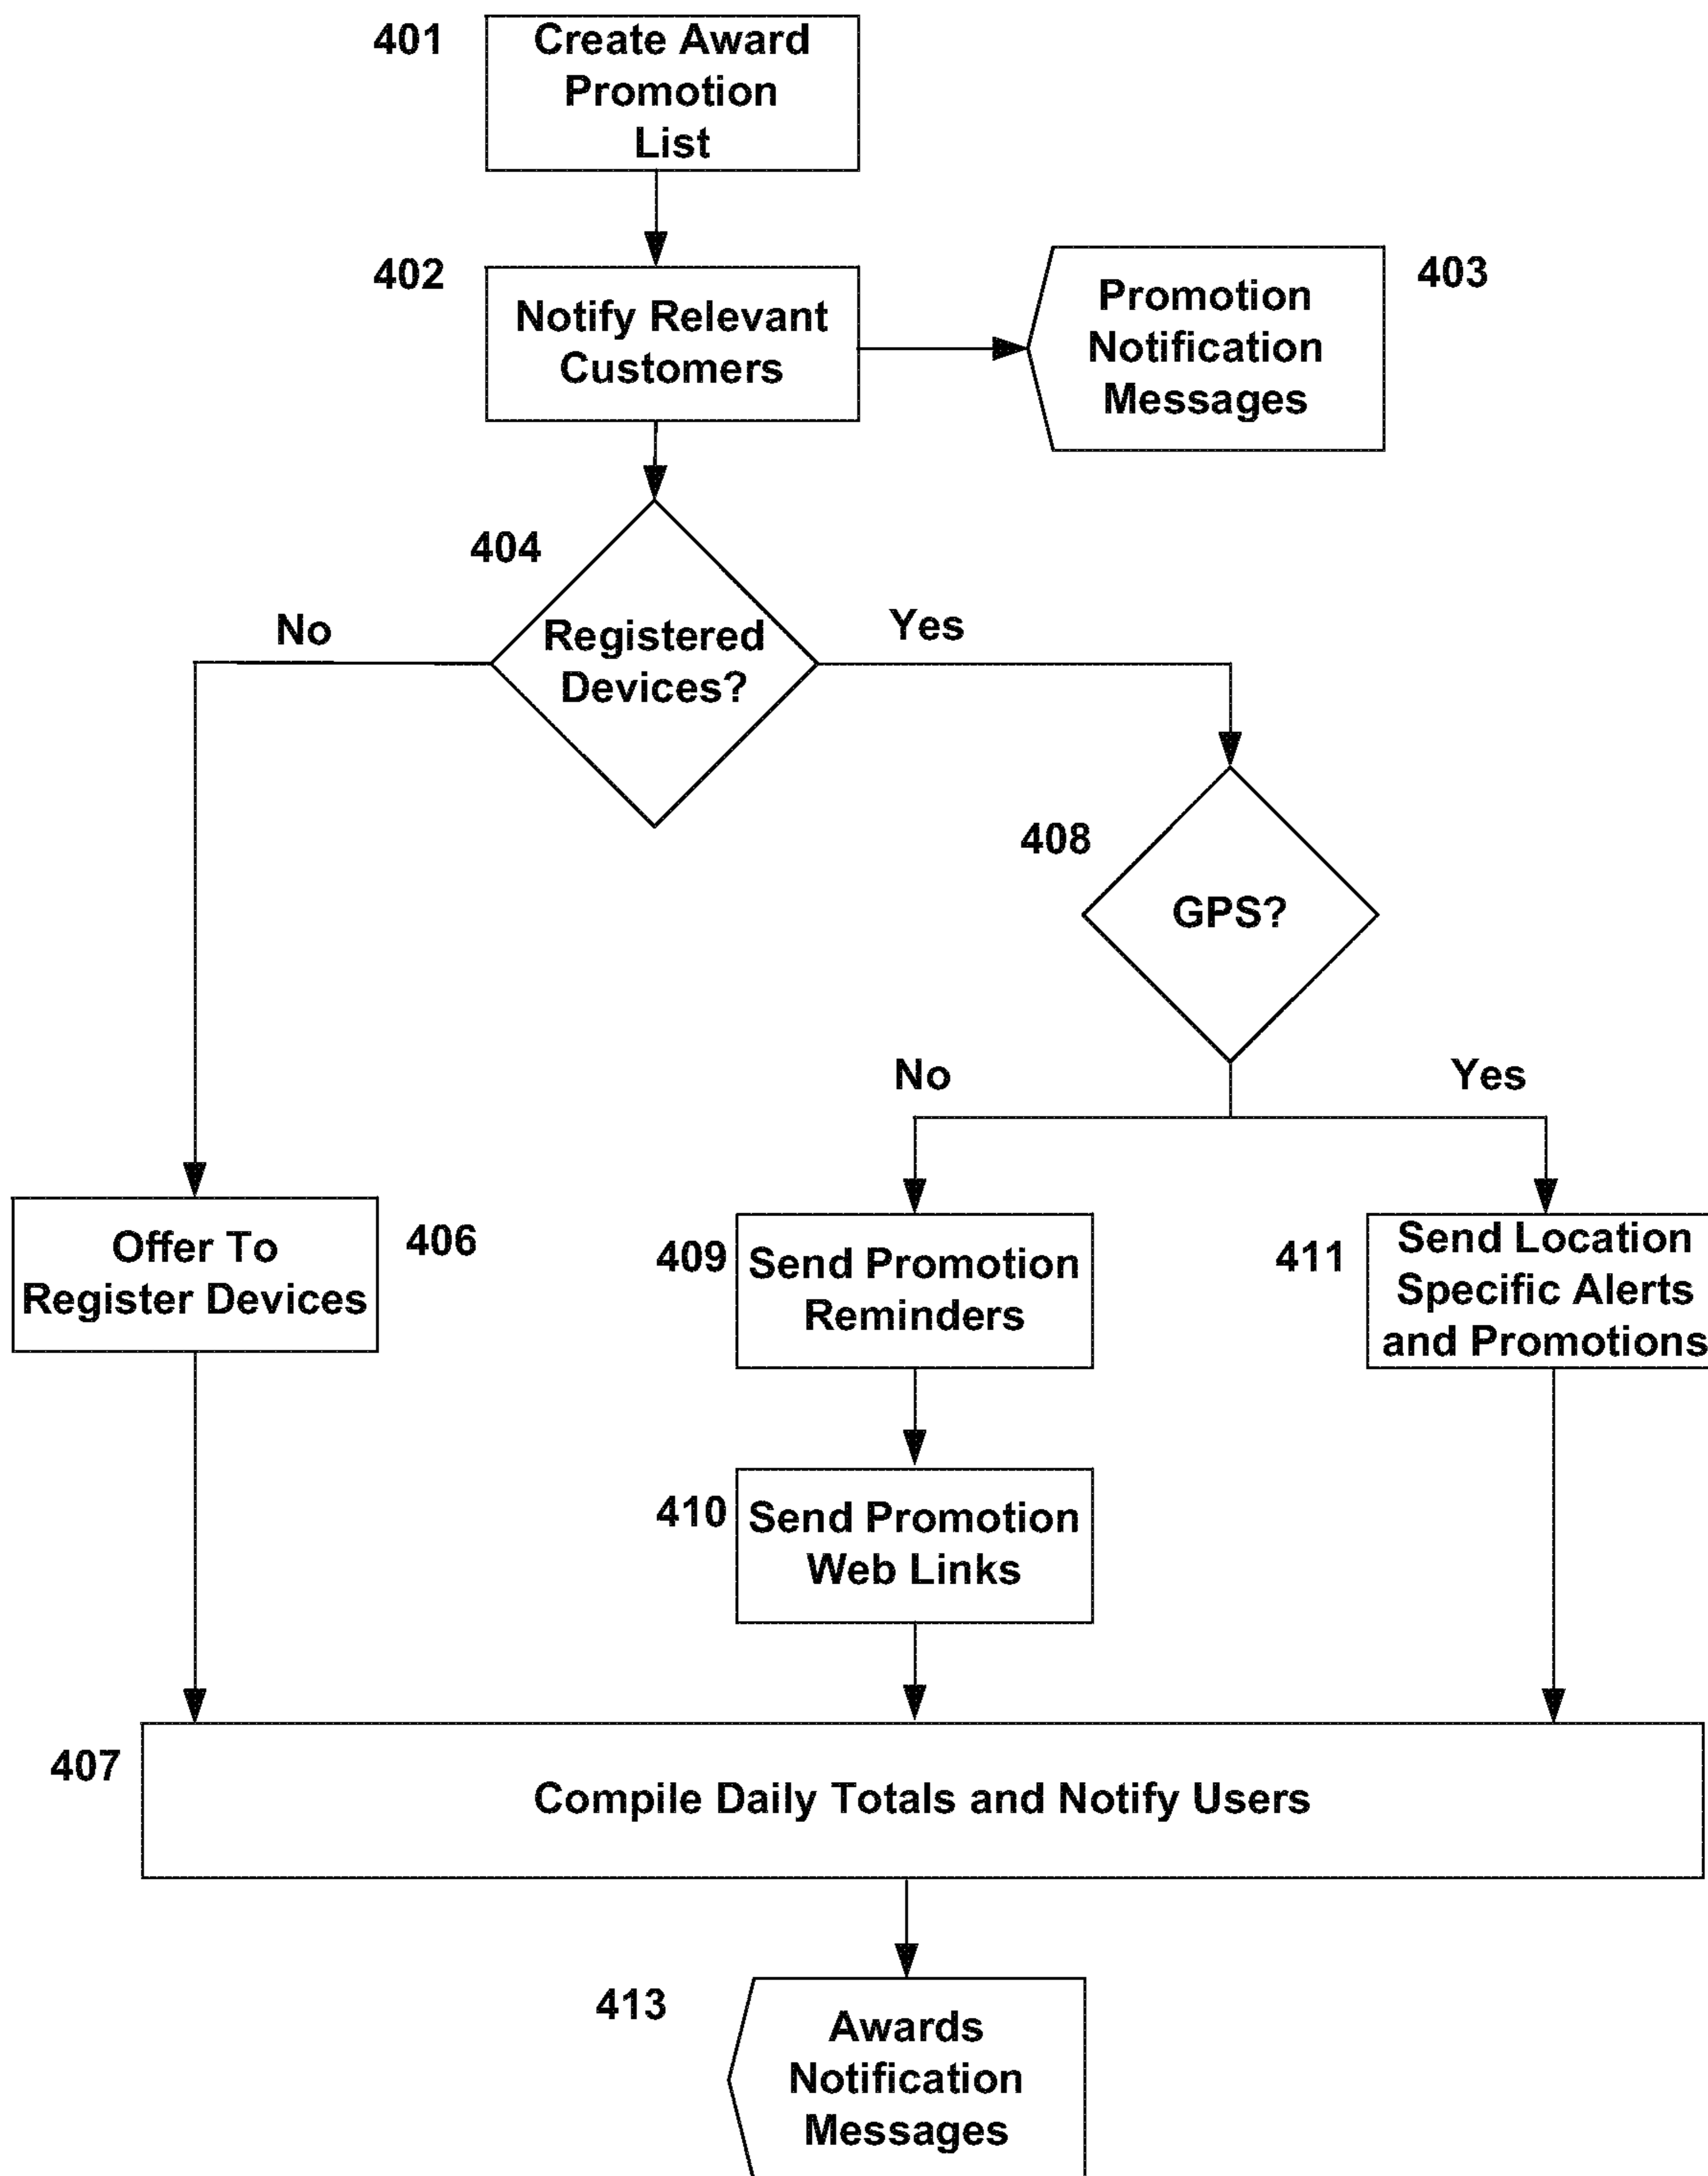 401
Create Award
Promotion
List
402
Notify Relevant
Customers
403
Promotion
Notification
Messages
404
Registered
Devices?
No
Yes
408
GPS?
No
Yes
Offer To
Register Devices
406
409
Send Promotion
Reminders
411
Send Location
Specific Alerts
and Promotions
410
Send Promotion
Web Links
407
Compile Daily Totals and Notify Users
413
Awards
Notification
Messages